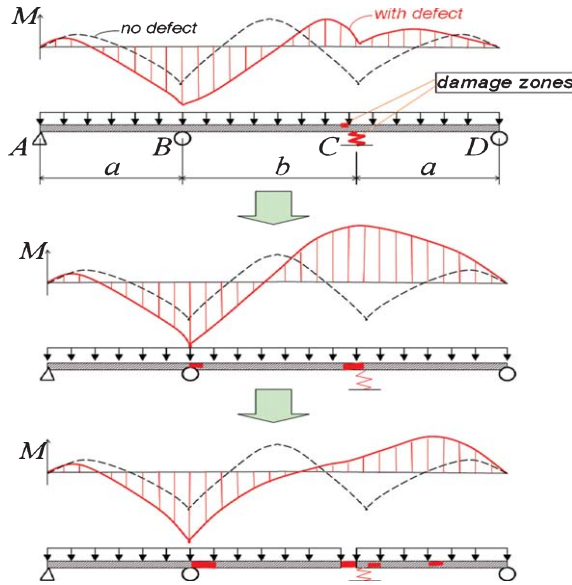 M
no defect
with defect
damage zones
A B C D
a b a
M
M